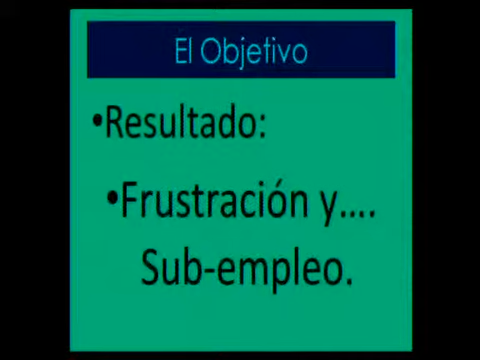 El Objetivo
•Resultado:
•Frustración y....
Sub-empleo.